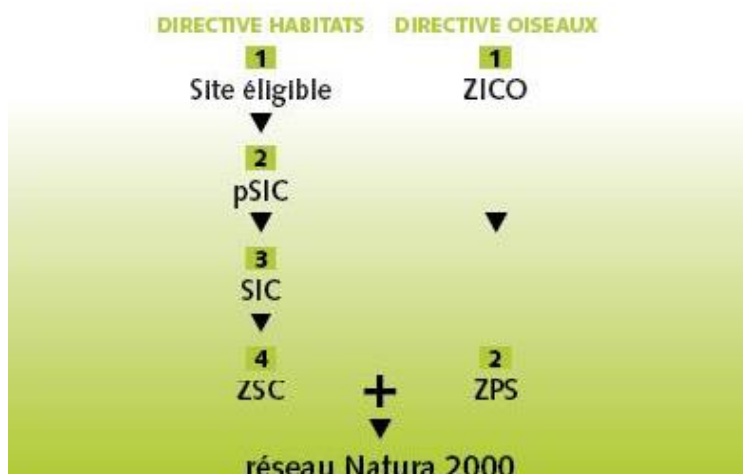 DIRECTIVE HABITATS DIRECTIVE OISEAUX
1 1
Site éligible ZICO
2
pSIC
3
SIC
4 2
ZSC + ZPS
réseau Natura 2000